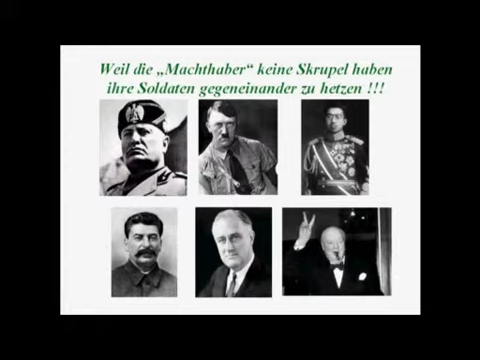 Weil die „Machthaber“ keine Skrupel haben
ihre Soldaten gegeneinander zu hetzen !!!